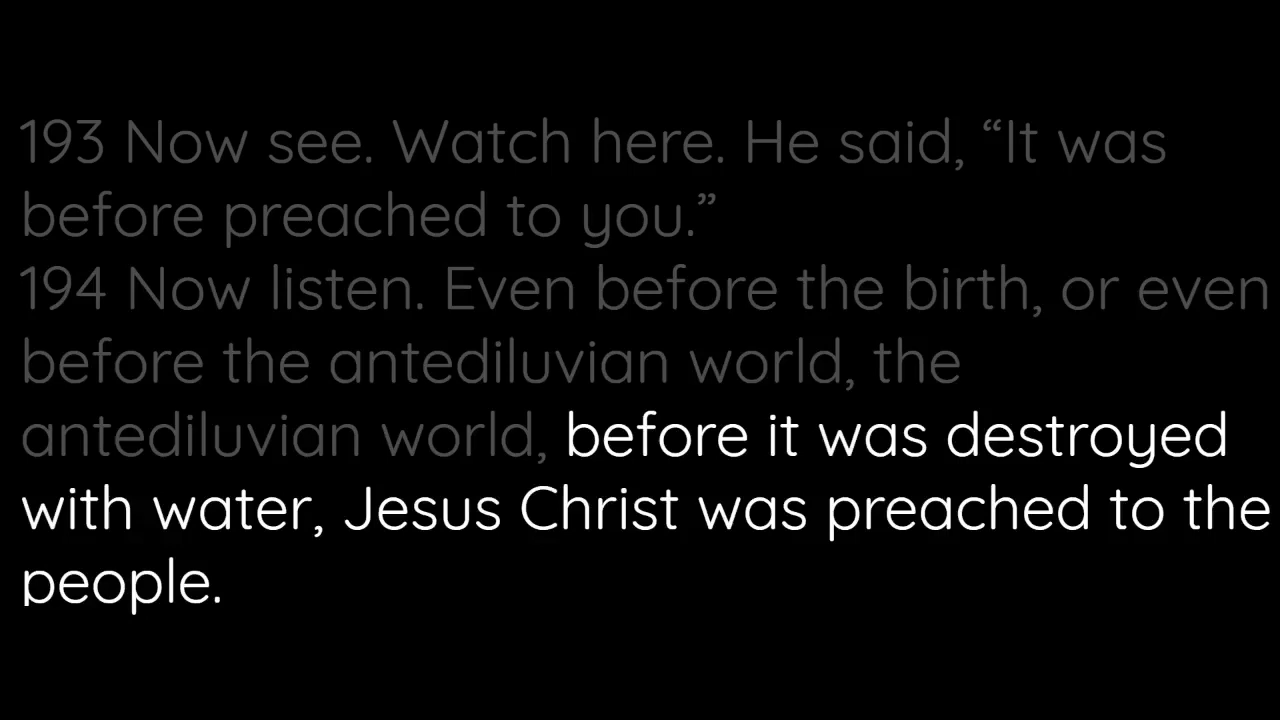 193 Now see. Watch here. He said, “It was
before preached to you.”
194 Now listen. Even before the birth, or even
before the antediluvian world, the
antediluvian world, before it was destroyed
with water, Jesus Christ was preached to the
people.